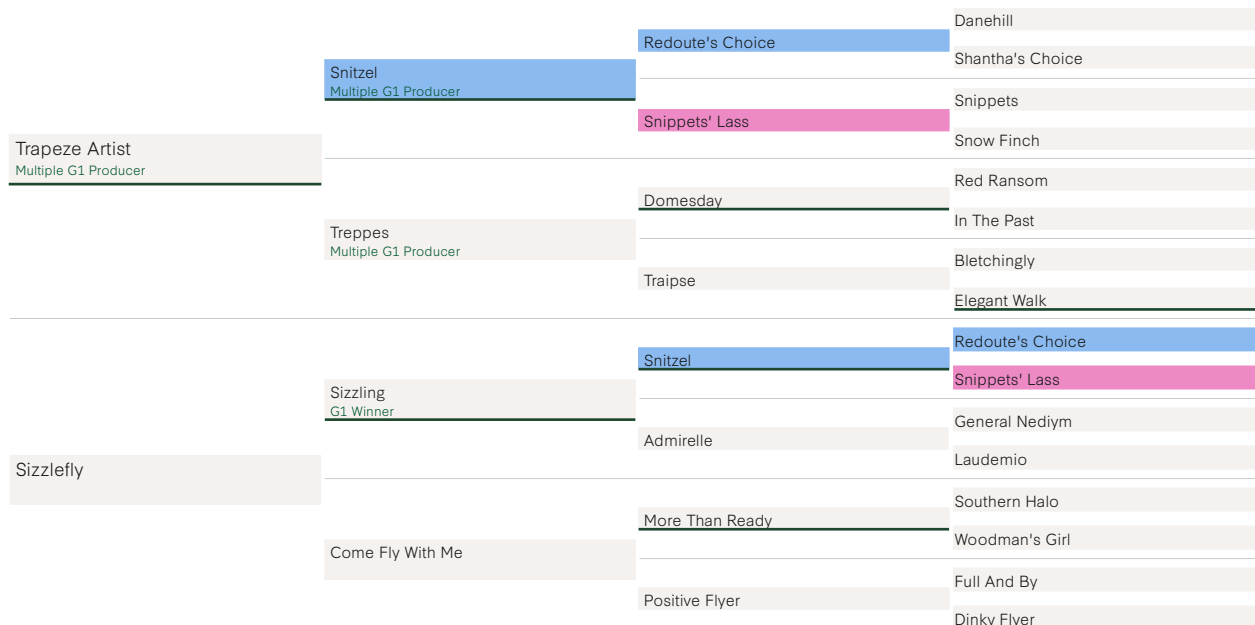 Trapeze Artist
Multiple G1 Producer
Snitzel
Multiple G1 Producer
Redoute's Choice
Danehill
Shantha's Choice
Snippets' Lass
Snippets
Snow Finch
Treppes
Multiple G1 Producer
Domesday
Red Ransom
In The Past
Traipse
Bletchingly
Elegant Walk
Sizzlefly
Sizzling
G1 Winner
Snitzel
Redoute's Choice
Snippets' Lass
Admirelle
General Nediym
Laudemio
Come Fly With Me
More Than Ready
Southern Halo
Woodman's Girl
Positive Flyer
Full And By
Dinky Flyer